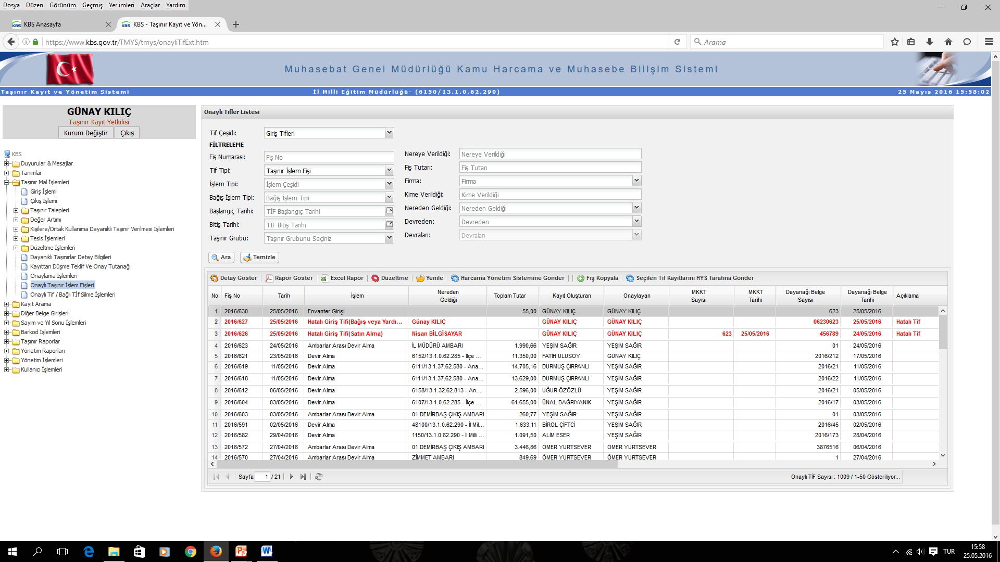 Dosya Düzen Görünüm Geçmiş Yer imleri Araçlar Yardım
KBS Anasayfa
KBS - Taşınır Kayıt ve Yön...
https://www.kbs.gov.tr/TMYS/tmys/onayliTifExt.htm
Arama
Muhasebat Genel Müdürlüğü Kamu Harcama ve Muhasebe Bilişim Sistemi
Taşınır Kayıt ve Yönetim Sistemi İl Milli Eğitim Müdürlüğü- (6150/13.1.0.62.290) 25 Mayıs 2016 15:58:02
GÜNAY KILIÇ
Taşınır Kayıt Yetkilisi
Kurum Değiştir Çıkış
KBS
Duyurular & Mesajlar
Tanımlar
Taşınır Mal İşlemleri
Giriş İşlemi
Çıkış İşlemi
Taşınır Talepleri
Değer Artımı
Kişilere/Ortak Kullanıma Dayanıklı Taşınır Verilmesi İşlemleri
Tesis İşlemleri
Düzeltme İşlemleri
Dayanıklı Taşınırlar Detay Bilgileri
Kayıttan Düşme Teklif Ve Onay Tutanağı
Onaylama İşlemleri
Onaylı Taşınır İşlem Fişleri
Onaylı Tif / Bağlı Tİf Silme İşlemleri
Kayıt Arama
Diğer Belge Girişleri
Sayım ve Yıl Sonu İşlemleri
Barkod İşlemleri
Taşınır Raporlar
Yönetim Raporları
Yönetim İşlemleri
Kullanıcı İşlemleri
Onaylı Tifler Listesi
Tif Çeşidi: Giriş Tifleri
FİLTRELEME
Fiş Numarası: Fiş No
Tif Tipi: Taşınır İşlem Fişi
İşlem Tipi: İşlem Çeşidi
Bağış İşlem Tipi: Bağış İşlem Tipi
Başlangıç Tarihi: TİF Başlangıç Tarihi
Bitiş Tarihi: TİF Bitiş Tarihi
Taşınır Grubu: Taşınır Grubunu Seçiniz
Nereye Verildiği: Nereye Verildiği
Fiş Tutarı: Fiş Tutarı
Firma: Firma
Kime Verildiği: Kime Verildiği
Nereden Geldiği: Nereden Geldiği
Devreden: Devreden
Devralan: Devralan
Ara Temizle
Detay Göster Rapor Göster Excel Rapor Düzeltme Yenile Harcama Yönetim Sistemine Gönder Fiş Kopyala Seçilen Tif Kayıtlarını HYS Tarafına Gönder
No Fiş No Tarih İşlem Nereden Geldiği Toplam Tutar Kayıt Oluşturan Onaylayan MKKT Sayısı MKKT Tarihi Dayanağı Belge Sayısı Dayanağı Belge Tarihi Açıklama
1 2016/630 25/05/2016 Envanter Girişi 55,00 GÜNAY KILIÇ GÜNAY KILIÇ 623 25/05/2016
2 2016/627 25/05/2016 Hatalı Giriş Tifi(Bağış veya Yardı... Günay KILIÇ GÜNAY KILIÇ GÜNAY KILIÇ 06230623 25/05/2016 Hatalı Tif
3 2016/626 25/05/2016 Hatalı Giriş Tifi(Satın Alma) Nisan BİLGİSAYAR GÜNAY KILIÇ GÜNAY KILIÇ 623 25/05/2016 456789 24/05/2016 Hatalı Tif
4 2016/623 24/05/2016 Ambarlar Arası Devir Alma İL MÜDÜRÜ AMBARI 1.990,66 YEŞİM SAĞIR YEŞİM SAĞIR 01 24/05/2016
5 2016/621 23/05/2016 Devir Alma 6152/13.1.0.62.285 - İlçe ... 11.350,00 FATİH ULUSOY GÜNAY KILIÇ 2016/212 17/05/2016
6 2016/619 11/05/2016 Devir Alma 6111/13.1.37.62.580 - Ana... 14.705,16 DURMUŞ ÇIRPANLI YEŞİM SAĞIR 2016/21 11/05/2016
7 2016/618 11/05/2016 Devir Alma 6111/13.1.37.62.580 - Ana... 13.629,00 DURMUŞ ÇIRPANLI YEŞİM SAĞIR 2016/22 11/05/2016
8 2016/612 06/05/2016 Devir Alma 6158/13.1.32.62.813 - An... 2.596,00 UĞUR ÖZÖZLÜ YEŞİM SAĞIR 2016/21 05/05/2016
9 2016/604 03/05/2016 Devir Alma 6107/13.1.0.62.285 - İlçe ... 61.655,00 ÜNAL BAĞRIYANIK YEŞİM SAĞIR 2016/17 03/05/2016
10 2016/603 03/05/2016 Ambarlar Arası Devir Alma 01 DEMİRBAŞ ÇIKIŞ AMBARI 260,77 YEŞİM SAĞIR YEŞİM SAĞIR 01 03/05/2016
11 2016/591 02/05/2016 Devir Alma 48100/13.1.0.62.290 - İl Mil... 1.633,11 BİROL ÇİFTCİ YEŞİM SAĞIR 2016/45 02/05/2016
12 2016/582 29/04/2016 Devir Alma 1150/13.1.0.62.290 - İl Milli ... 1.091,50 ALİM ESER YEŞİM SAĞIR 2016/173 28/04/2016
13 2016/572 27/04/2016 Ambarlar Arası Devir Alma 01 DEMİRBAŞ ÇIKIŞ AMBARI 3.446,86 ÖMER YURTSEVER ÖMER YURTSEVER 3876516 06/04/2016
14 2016/570 27/04/2016 Ambarlar Arası Devir Alma ZİMMET AMBARI 849,69 ÖMER YURTSEVER ÖMER YURTSEVER 1 27/04/2016
Sayfa 1 / 21 Onaylı TİF Sayısı : 1009 / 1-50 Gösteriliyor...
TUR 15:58
25.05.2016